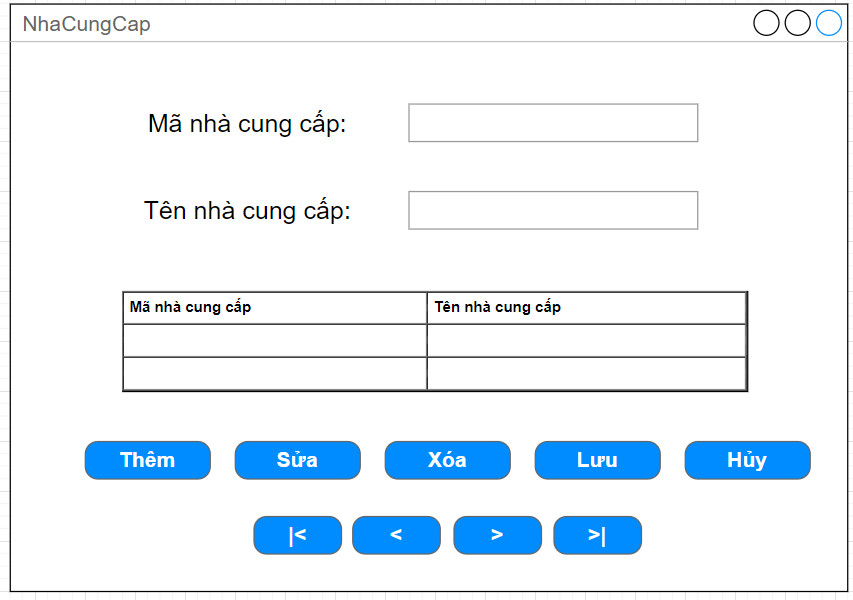 NhaCungCap
Mã nhà cung cấp:
Tên nhà cung cấp:
Mã nhà cung cấp Tên nhà cung cấp
Thêm Sửa Xóa Lưu Hủy
|< < > >|